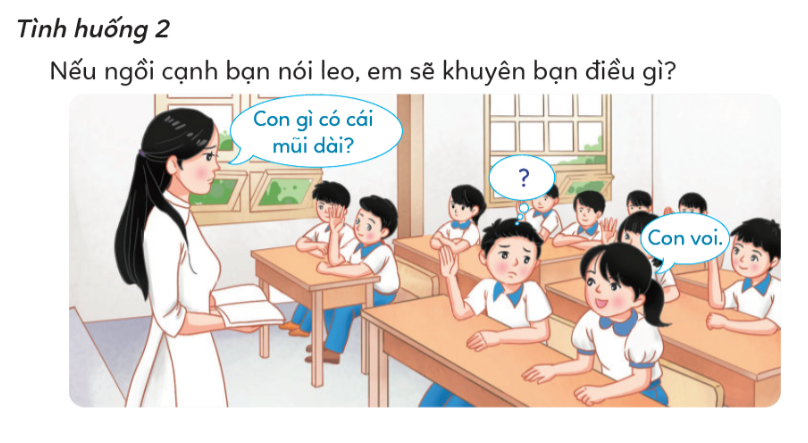 Tình huống 2
Nếu ngồi cạnh bạn nói leo, em sẽ khuyên bạn điều gì?
Con gì có cái
mũi dài?
?
Con voi.